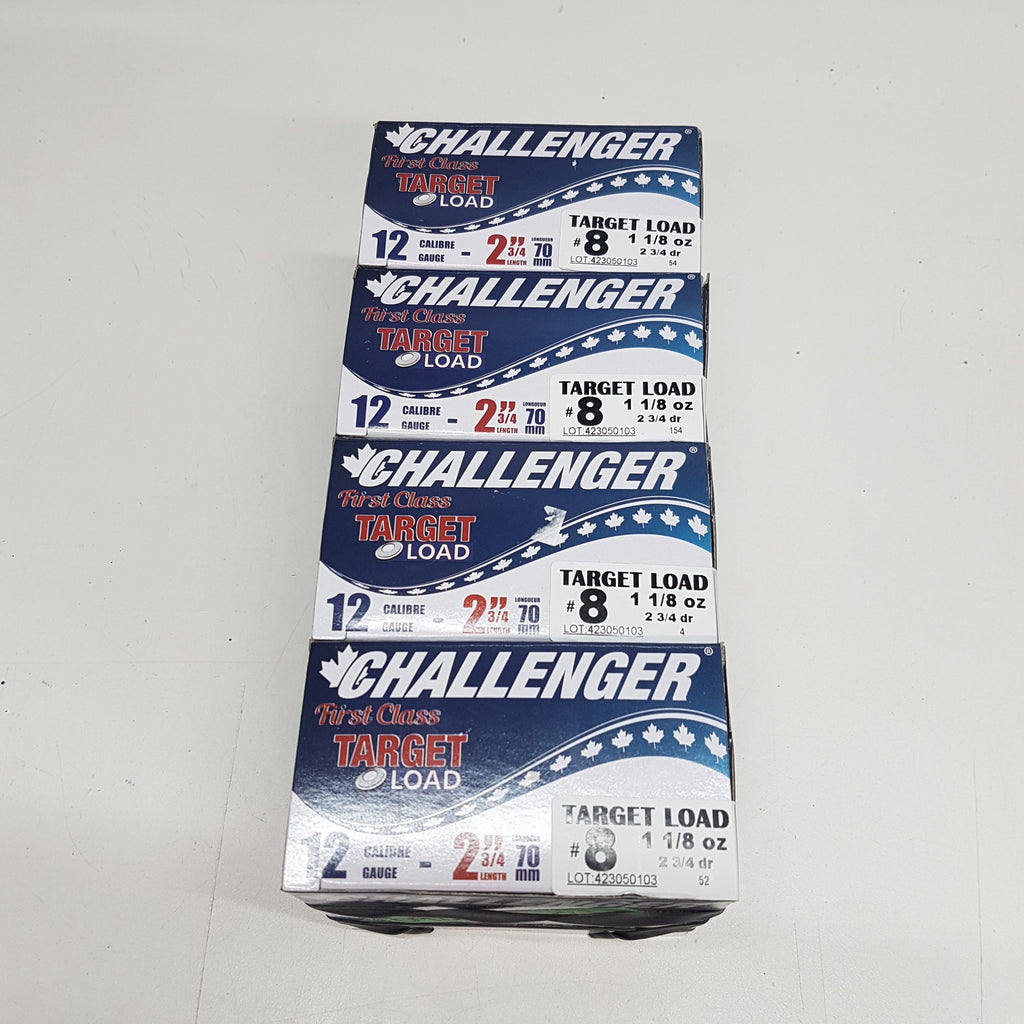 CHALLENGER®
First Class
TARGET
LOAD
12 CALIBRE GAUGE - 2" 3/4 LENGTH LONGUEUR 70 mm
TARGET LOAD
#8 1 1/8 oz
2 3/4 dr
LOT:423050103 54
CHALLENGER®
First Class
TARGET
LOAD
12 CALIBRE GAUGE - 2" 3/4 LENGTH LONGUEUR 70 mm
TARGET LOAD
#8 1 1/8 oz
2 3/4 dr
LOT:423050103 154
CHALLENGER®
First Class
TARGET
LOAD
12 CALIBRE GAUGE - 2" 3/4 LENGTH LONGUEUR 70 mm
TARGET LOAD
#8 1 1/8 oz
2 3/4 dr
LOT:423050103 4
CHALLENGER®
First Class
TARGET
LOAD
12 CALIBRE GAUGE - 2" 3/4 LENGTH LONGUEUR 70 mm
TARGET LOAD
#8 1 1/8 oz
2 3/4 dr
LOT:423050103 52